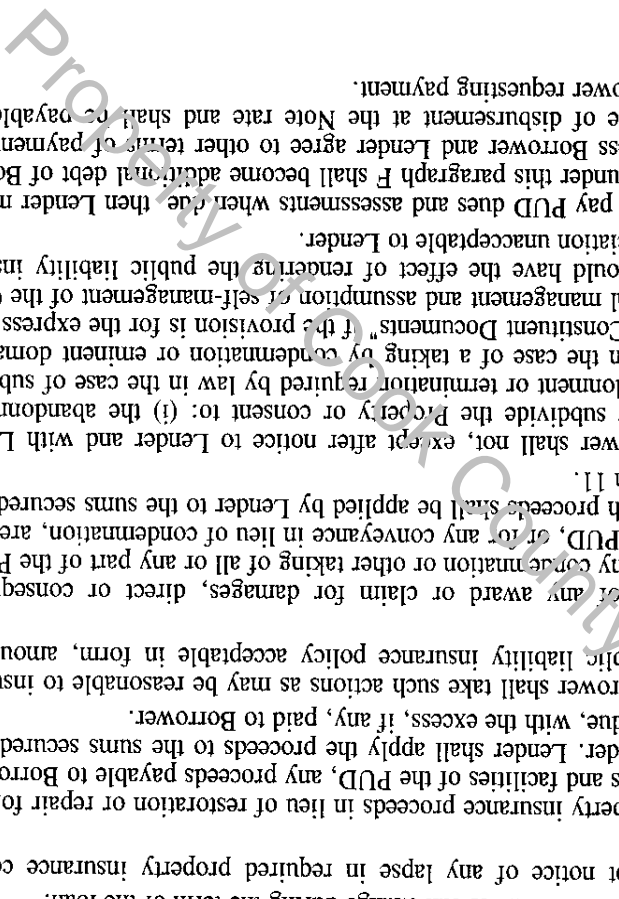 ot notice of any lapse in required property insurance co
perty insurance proceeds in lieu of restoration or repair fo
s and facilities of the PUD, any proceeds payable to Borro
der. Lender shall apply the proceeds to the sums secured
due, with the excess, if any, paid to Borrower.
rower shall take such actions as may be reasonable to insu
blic liability insurance policy acceptable in form, amou
of any award or claim for damages, direct or conseq
ny condemnation or other taking of all or any part of the P
PUD, or for any conveyance in lieu of condemnation, are
h proceeds shall be applied by Lender to the sums secured
n 11.
wer shall not, except after notice to Lender and with L
r subdivide the Property or consent to: (i) the abandonm
donment or termination required by law in the case of sub
n the case of a taking by condemnation or eminent doma
Constituent Documents" if the provision is for the express
l management and assumption of self-management of the
ould have the effect of rendering the public liability ins
ciation unacceptable to Lender.
pay PUD dues and assessments when due, then Lender m
under this paragraph F shall become additional debt of Bo
ss Borrower and Lender agree to other terms of paymen
e of disbursement at the Note rate and shall be payable
ower requesting payment.
Property of Cook County